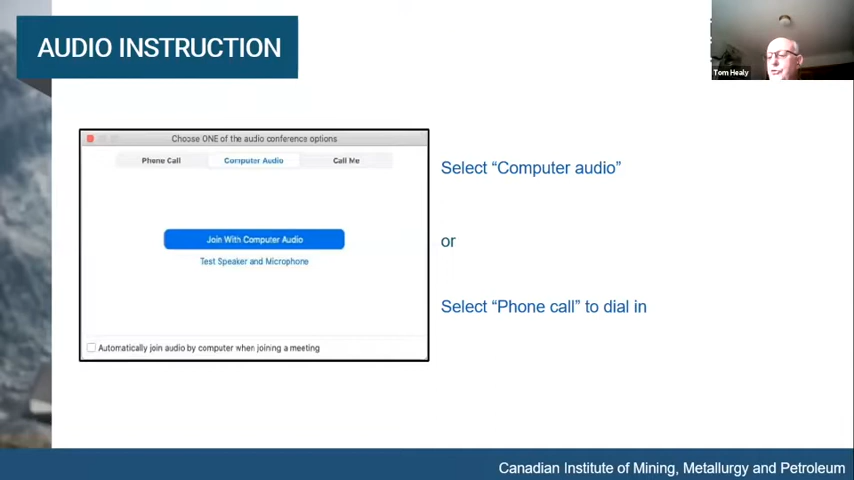 AUDIO INSTRUCTION
Tom Healy
Choose ONE of the audio conference options
Phone Call
Computer Audio
Call Me
Join With Computer Audio
Test Speaker and Microphone
Automatically join audio by computer when joining a meeting
Select “Computer audio”
or
Select “Phone call” to dial in
Canadian Institute of Mining, Metallurgy and Petroleum